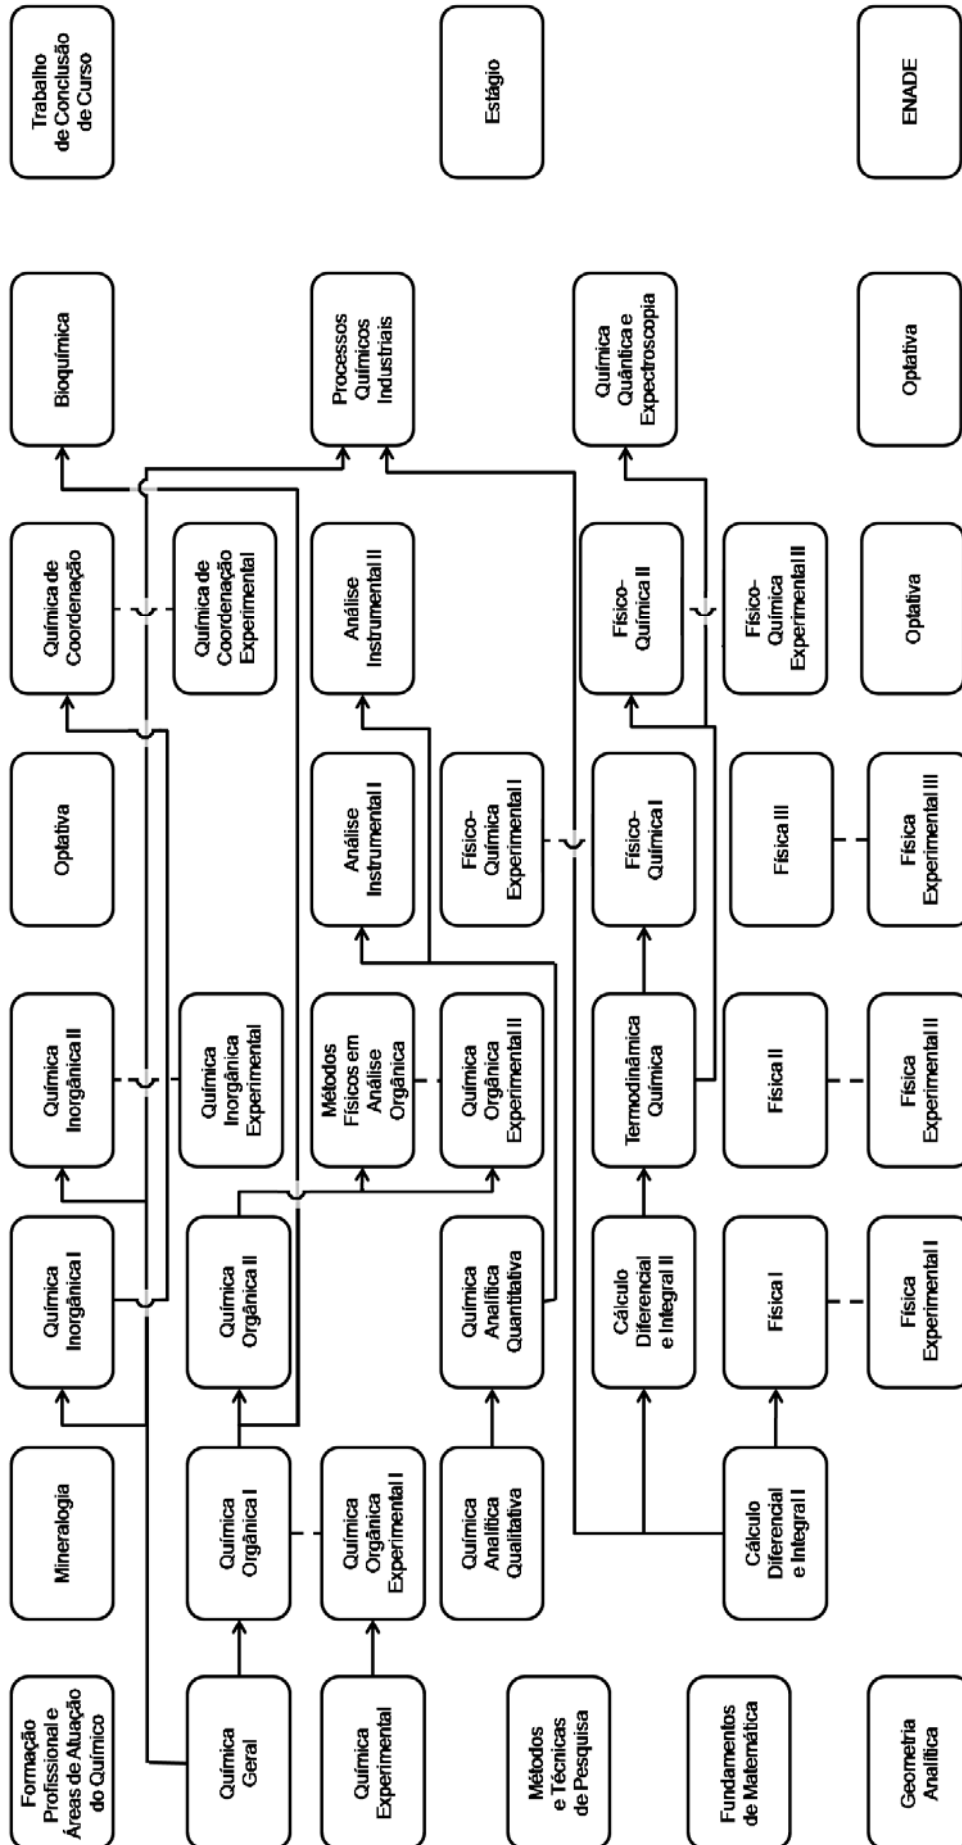 Formação
Profissional e
Áreas de Atuação
do Químico
Química
Geral
Química
Experimental
Métodos
e Técnicas
de Pesquisa
Fundamentos
de Matemática
Geometria
Analítica
Mineralogia
Química
Orgânica I
Química
Orgânica
Experimental I
Química
Analítica
Qualitativa
Cálculo
Diferencial
e Integral I
Química
Inorgânica I
Química
Orgânica II
Química
Analítica
Quantitativa
Cálculo
Diferencial
e Integral II
Física I
Física
Experimental I
Química
Inorgânica II
Química
Inorgânica
Experimental
Métodos
Físicos em
Análise
Orgânica
Química
Orgânica
Experimental II
Termodinâmica
Química
Física II
Física
Experimental II
Optativa
Análise
Instrumental I
Físico-
Química
Experimental I
Físico-
Química I
Física III
Física
Experimental III
Química de
Coordenação
Química de
Coordenação
Experimental
Análise
Instrumental II
Físico-
Química II
Físico-
Química
Experimental II
Optativa
Bioquímica
Processos
Químicos
Industriais
Química
Quântica e
Expectroscopia
Optativa
Trabalho
de Conclusão
de Curso
Estágio
ENADE